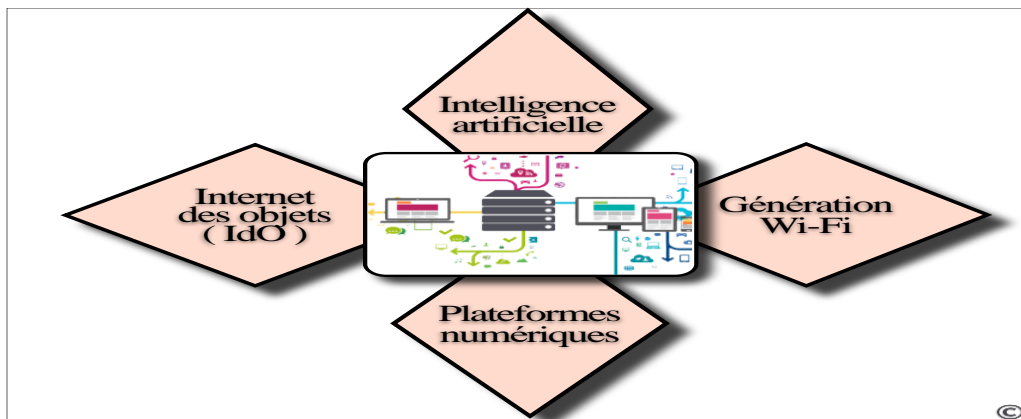 Intelligence
artificielle
Internet
des objets
( IdO )
Génération
Wi-Fi
Plateformes
numériques
©